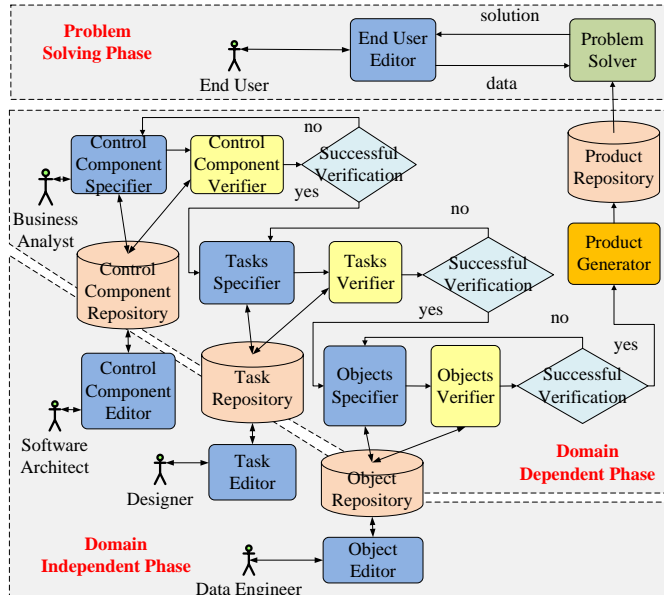 Problem
Solving Phase
End User
End User
Editor
solution
data
Problem
Solver
no
Control
Component
Specifier
Control
Component
Verifier
Successful
Verification
yes
Business
Analyst
Product
Repository
Product
Generator
Control
Component
Repository
no
Tasks
Specifier
Tasks
Verifier
Successful
Verification
yes
no
yes
Control
Component
Editor
Software
Architect
Task
Repository
Objects
Specifier
Objects
Verifier
Successful
Verification
Domain
Dependent Phase
Task
Editor
Designer
Object
Repository
Domain
Independent Phase
Object
Editor
Data Engineer